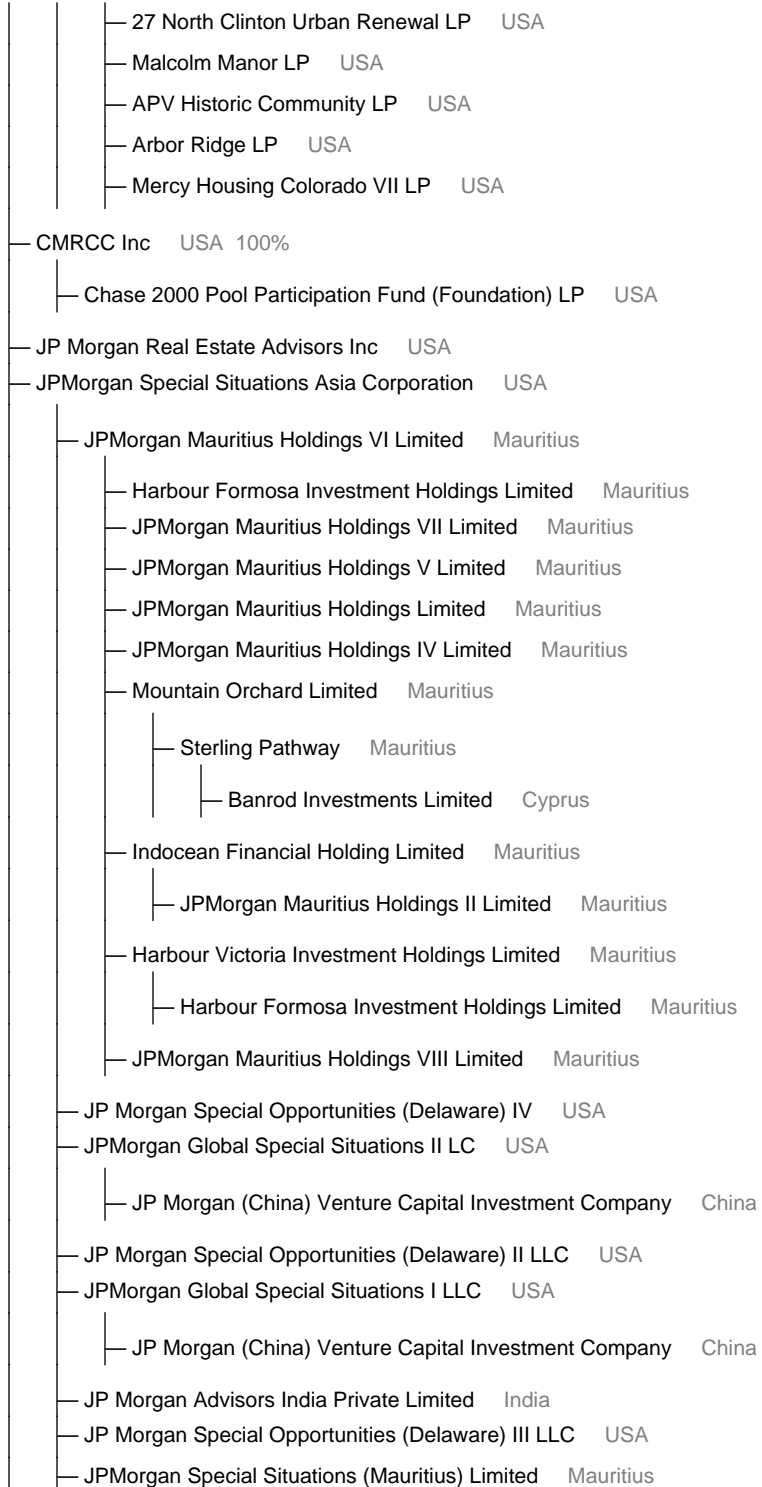 27 North Clinton Urban Renewal LP USA
Malcolm Manor LP USA
APV Historic Community LP USA
Arbor Ridge LP USA
Mercy Housing Colorado VII LP USA
CMRCC Inc USA 100%
Chase 2000 Pool Participation Fund (Foundation) LP USA
JP Morgan Real Estate Advisors Inc USA
JPMorgan Special Situations Asia Corporation USA
JPMorgan Mauritius Holdings VI Limited Mauritius
Harbour Formosa Investment Holdings Limited Mauritius
JPMorgan Mauritius Holdings VII Limited Mauritius
JPMorgan Mauritius Holdings V Limited Mauritius
JPMorgan Mauritius Holdings Limited Mauritius
JPMorgan Mauritius Holdings IV Limited Mauritius
Mountain Orchard Limited Mauritius
Sterling Pathway Mauritius
Banrod Investments Limited Cyprus
Indocean Financial Holding Limited Mauritius
JPMorgan Mauritius Holdings II Limited Mauritius
Harbour Victoria Investment Holdings Limited Mauritius
Harbour Formosa Investment Holdings Limited Mauritius
JPMorgan Mauritius Holdings VIII Limited Mauritius
JP Morgan Special Opportunities (Delaware) IV USA
JPMorgan Global Special Situations II LC USA
JP Morgan (China) Venture Capital Investment Company China
JP Morgan Special Opportunities (Delaware) II LLC USA
JPMorgan Global Special Situations I LLC USA
JP Morgan (China) Venture Capital Investment Company China
JP Morgan Advisors India Private Limited India
JP Morgan Special Opportunities (Delaware) III LLC USA
JPMorgan Special Situations (Mauritius) Limited Mauritius